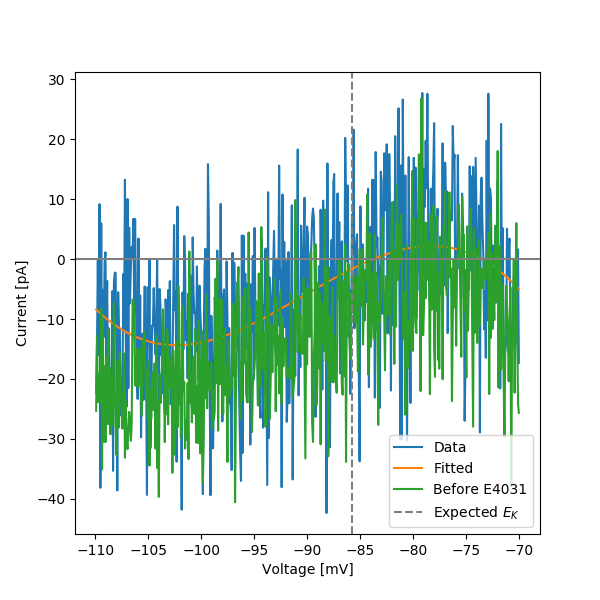 30
20
10
0
−10
−20
−30
−40
Current [pA]
−110 −105 −100 −95 −90 −85 −80 −75 −70
Voltage [mV]
Data
Fitted
Before E4031
Expected E_K